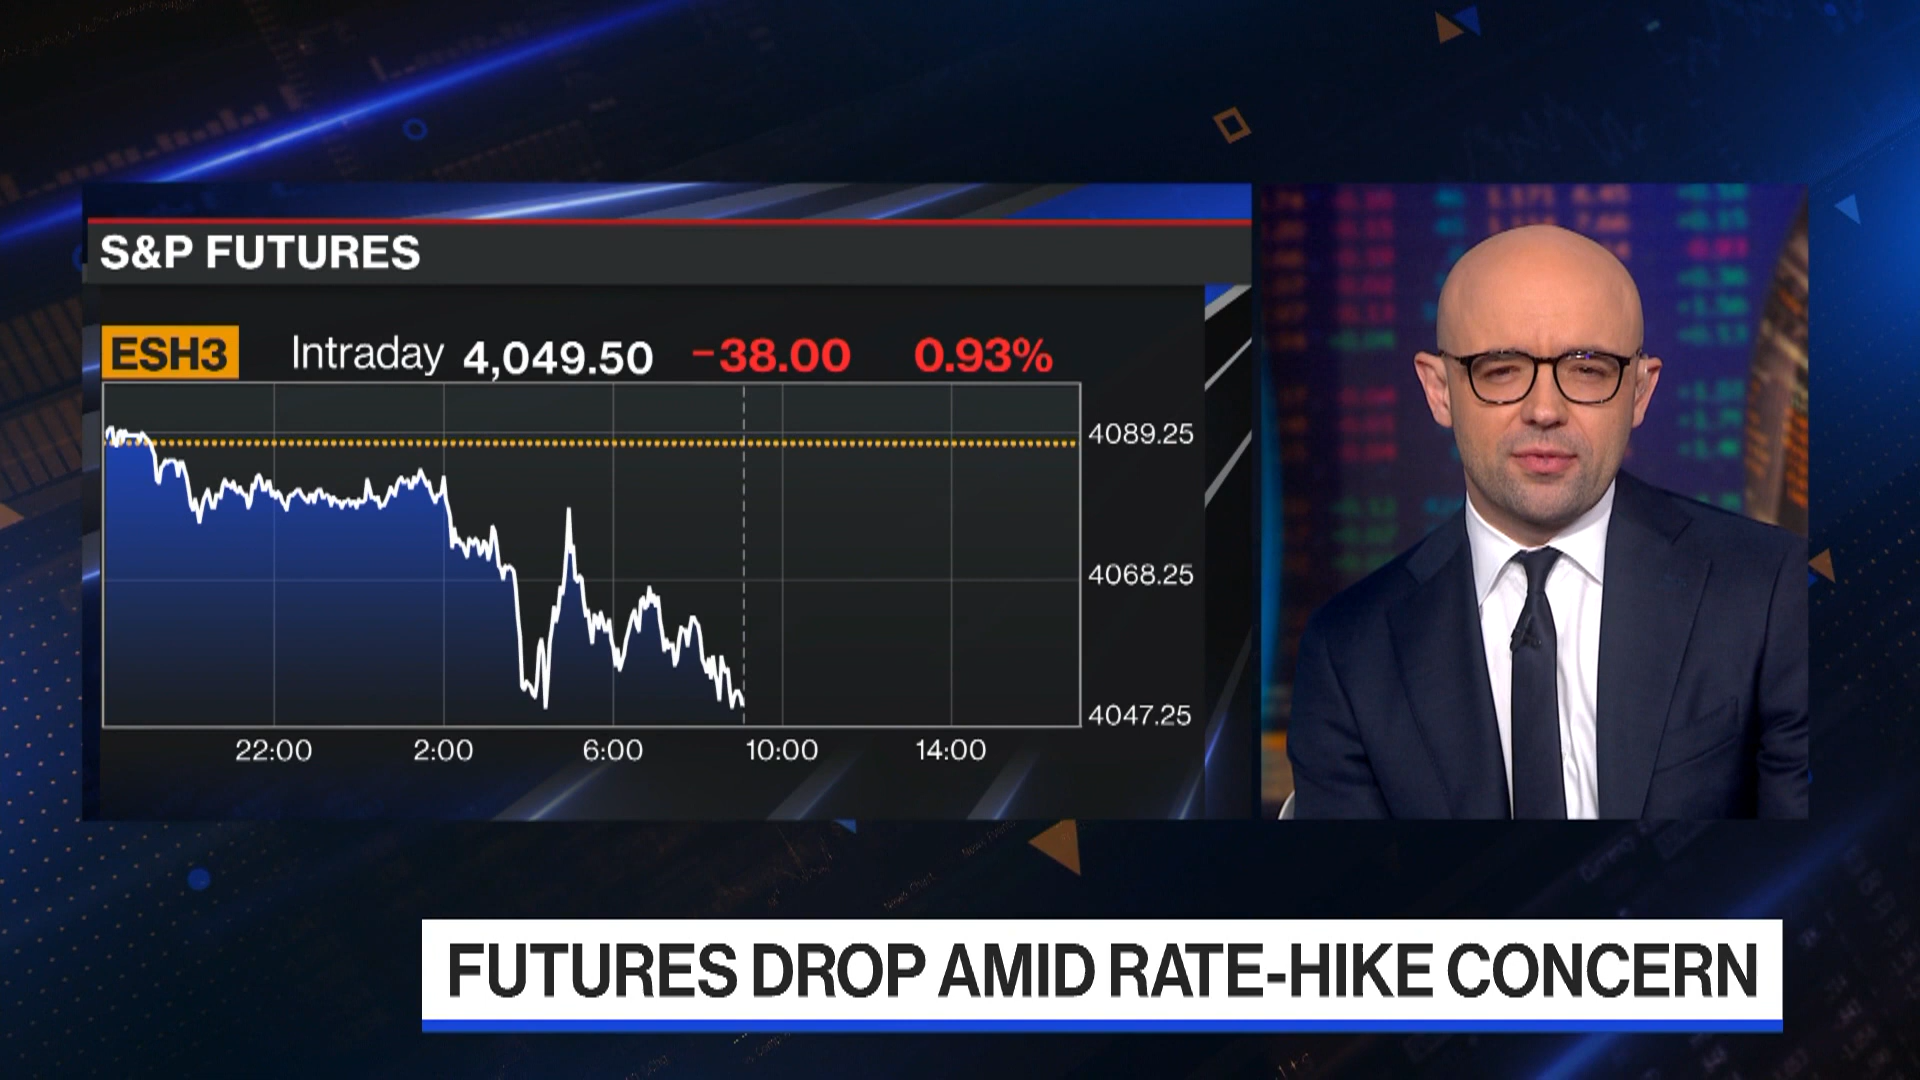 S&P FUTURES
ESH3 Intraday 4,049.50 -38.00 0.93%
4089.25
4068.25
4047.25
22:00 2:00 6:00 10:00 14:00
FUTURES DROP AMID RATE-HIKE CONCERN